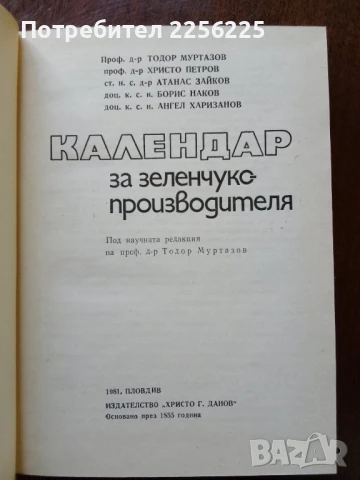 Потребител 2256225
Проф. д-р ТОДОР МУРТАЗОВ
проф. д-р ХРИСТО ПЕТРОВ
ст. н. с. д-р АТАНАС ЗАЙКОВ
доц. к. с. н. БОРИС НАКОВ
доц. к. с. н. АНГЕЛ ХАРИЗАНОВ
КАЛЕНДАР
за зеленчуко-
производителя
Под научната редакция
на проф. д-р Тодор Муртазов
1981, ПЛОВДИВ
ИЗДАТЕЛСТВО „ХРИСТО Г. ДАНОВ“
Основано през 1855 година
BAZAR